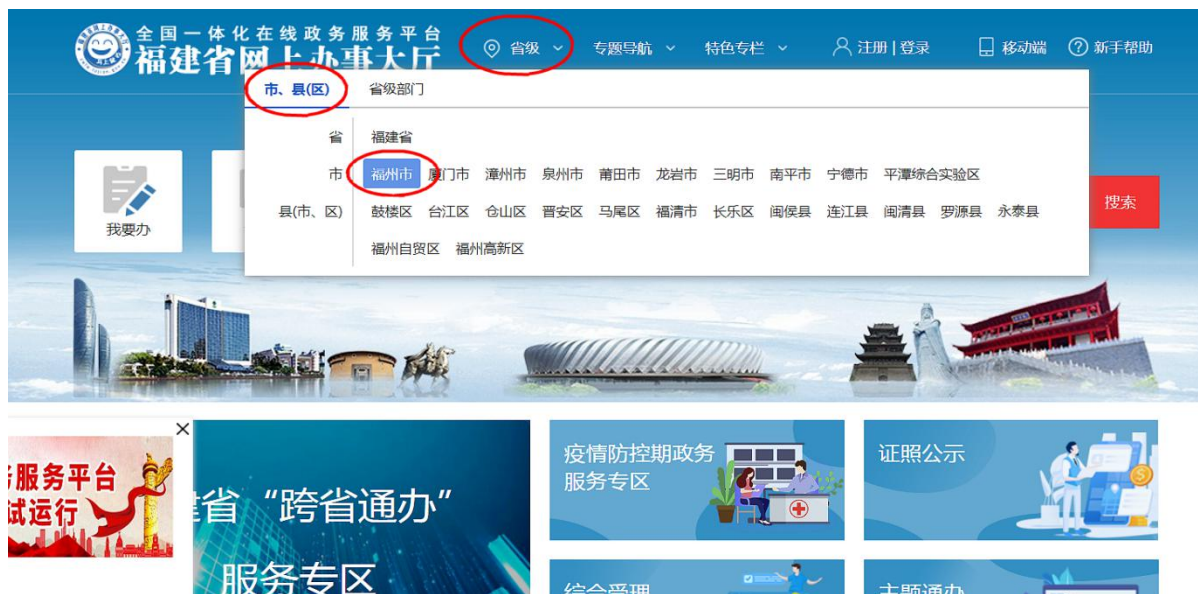 全国一体化在线政务服务平台
福建省网上办事大厅
省级 专题导航 特色专栏 注册 | 登录 移动端 新手帮助
市、县(区) 省级部门
省 福建省
市 福州市 厦门市 漳州市 泉州市 莆田市 龙岩市 三明市 南平市 宁德市 平潭综合实验区
县(市、区) 鼓楼区 台江区 仓山区 晋安区 马尾区 福清市 长乐区 闽侯县 连江县 闽清县 罗源县 永泰县
福州自贸区 福州高新区
我要办
搜索
服务平台
试运行
省“跨省通办”
服务专区
疫情防控期政务
服务专区
证照公示
综合受理
主题通办